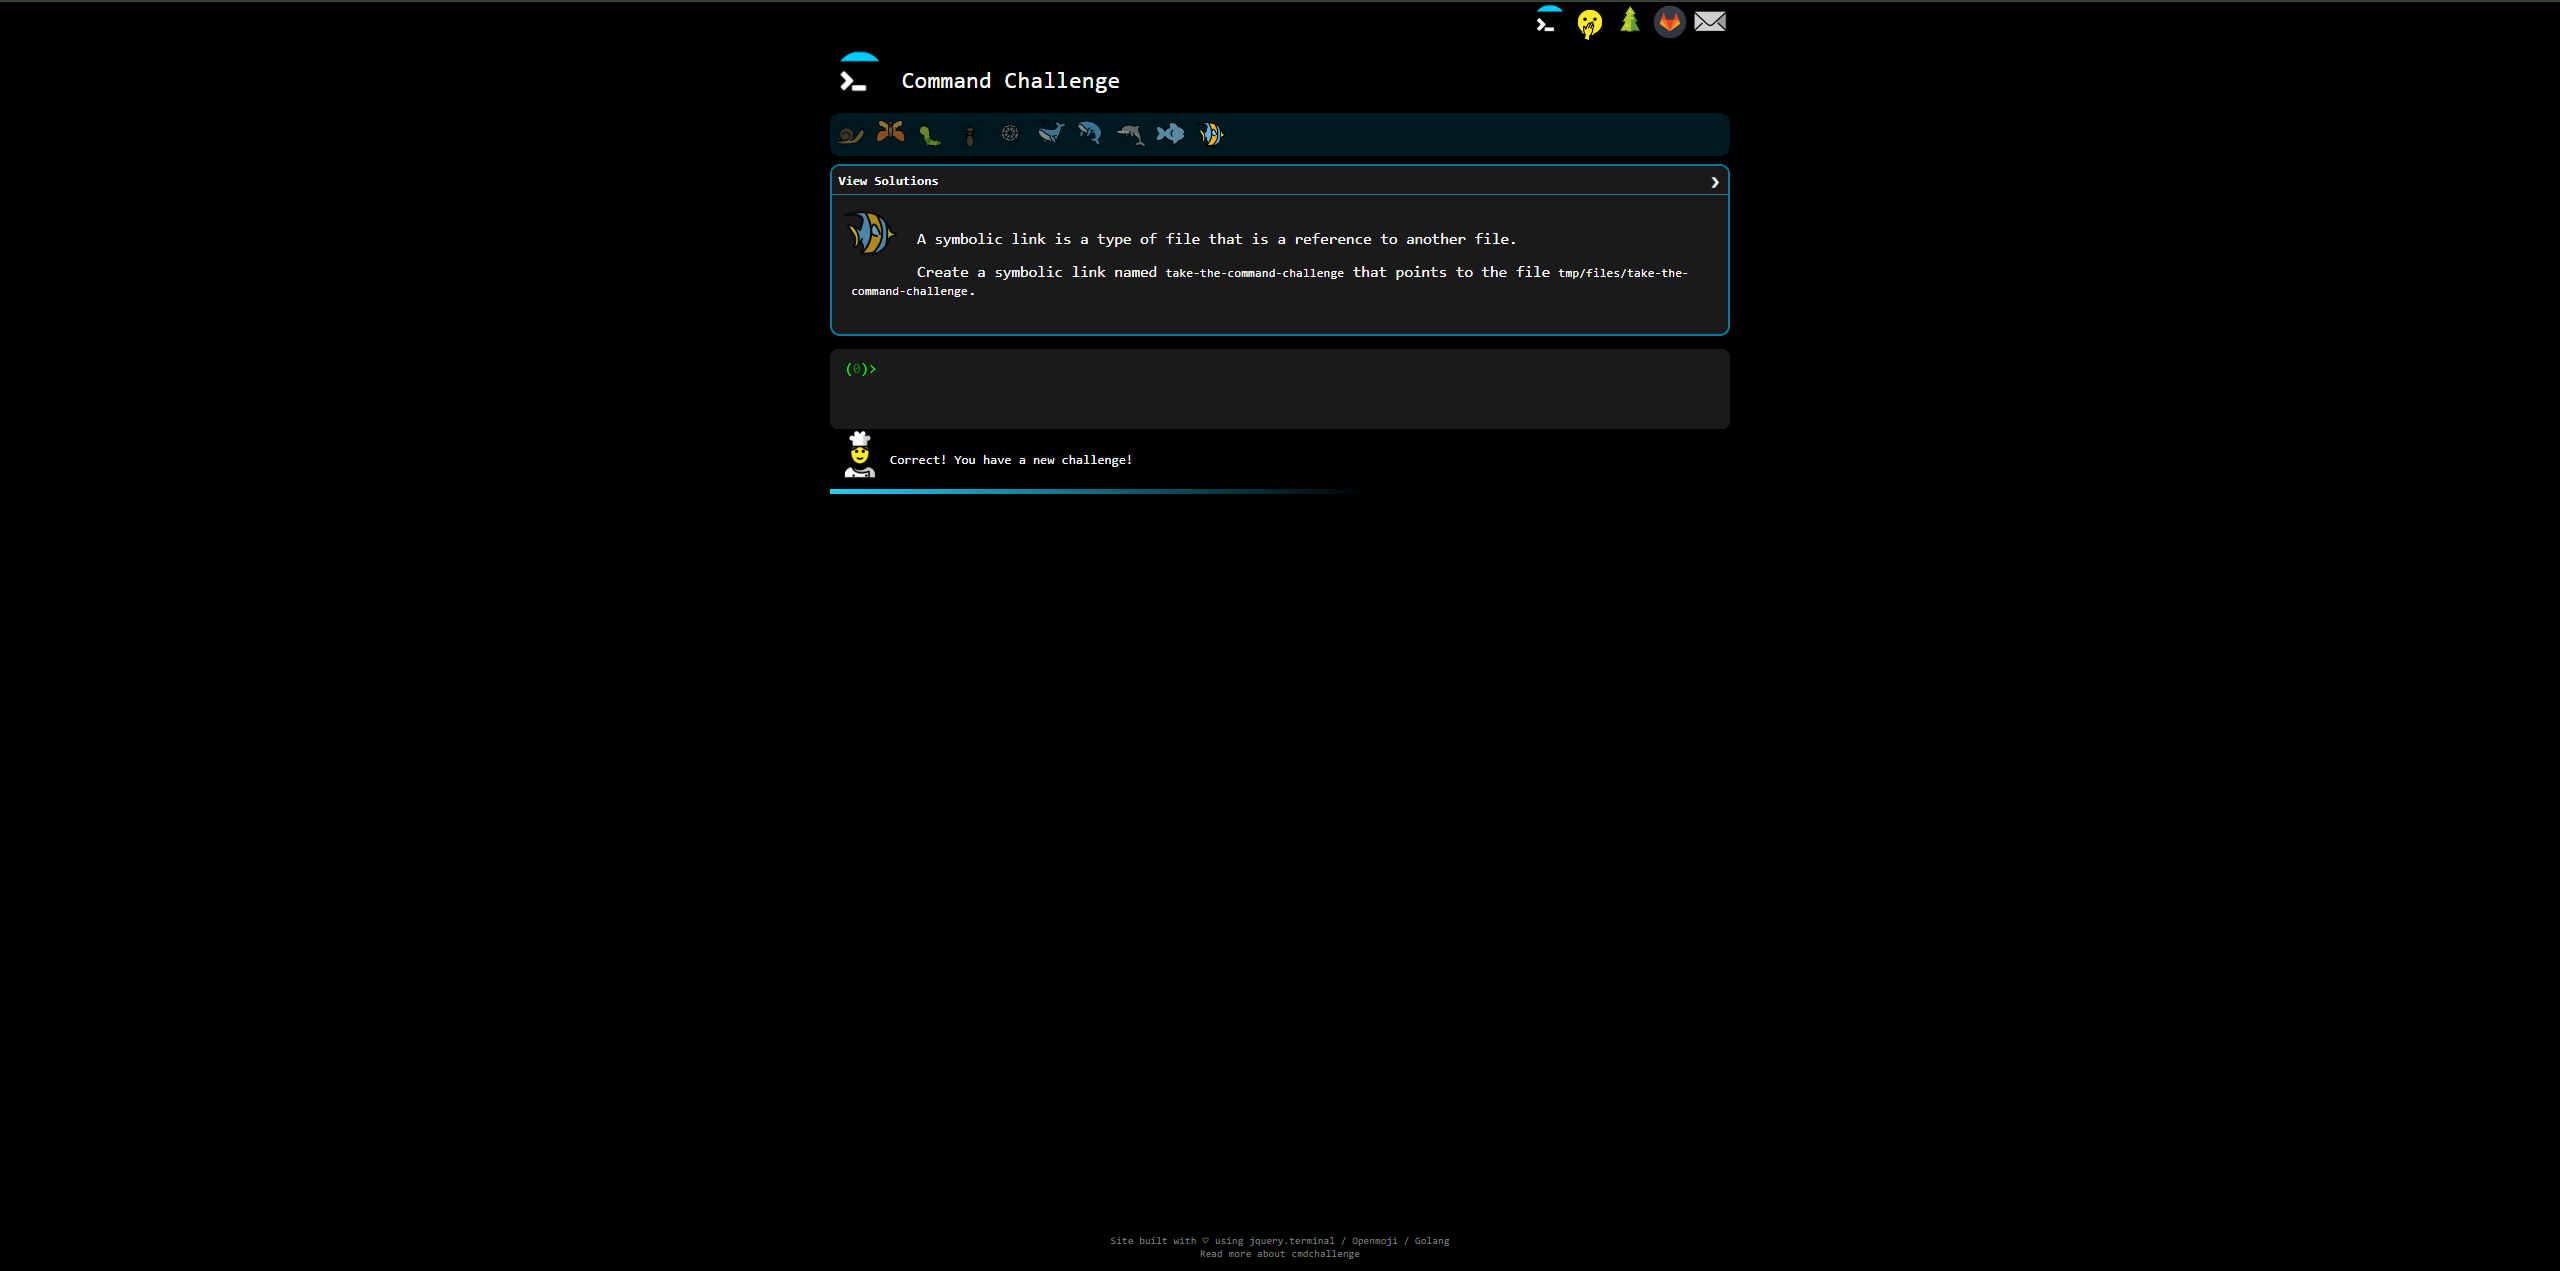 Command Challenge
View Solutions
A symbolic link is a type of file that is a reference to another file.
Create a symbolic link named take-the-command-challenge that points to the file tmp/files/take-the-
command-challenge.
(0)>
Correct! You have a new challenge!
Site built with ♡ using jquery.terminal / Openmoji / Golang
Read more about cmdchallenge